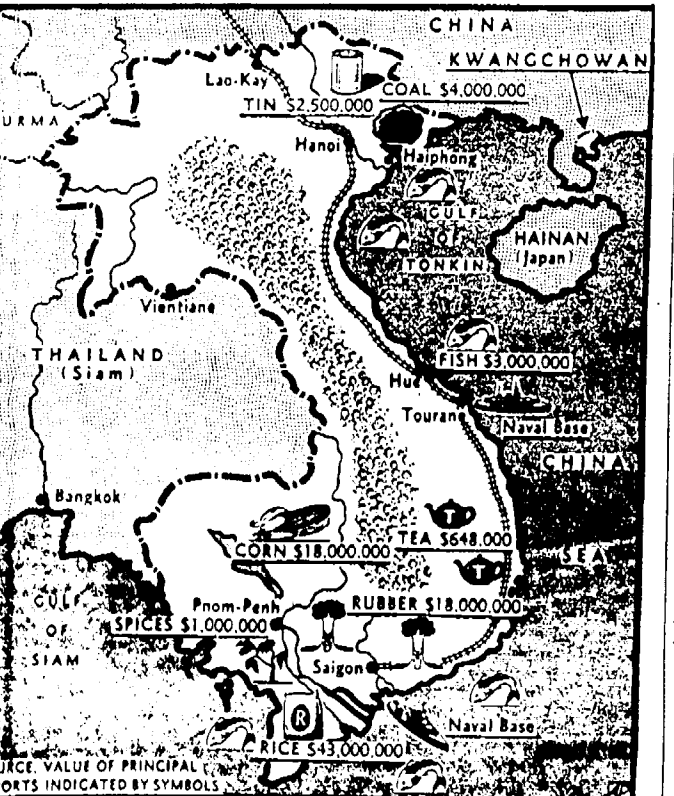 CHINA
KWANGCHOWAN
Lao-Kay
COAL $4,000,000
TIN $2,500,000
URMA
Hanoi
Haiphong
GULF
OF
TONKIN
HAINAN
(Japan)
Vientiane
THAILAND
(Siam)
FISH $3,000,000
Hue
Tourane
Naval Base
CHINA
Bangkok
TEA $648,000
CORN $18,000,000
SEA
T
T
GULF
OF
SIAM
Pnom-Penh
RUBBER $18,000,000
SPICES $1,000,000
Saigon
R
Naval Base
RICE $43,000,000
URCE, VALUE OF PRINCIPAL
ORTS INDICATED BY SYMBOLS